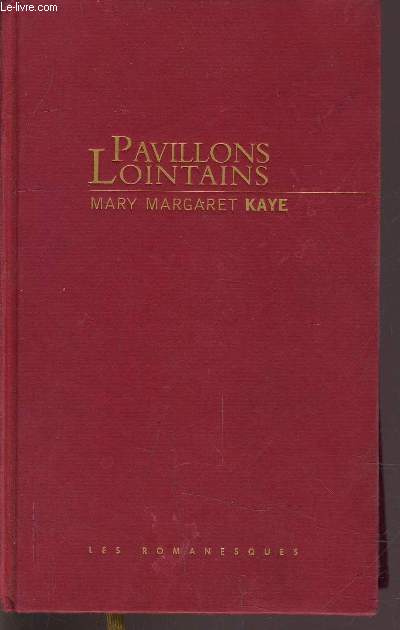 Le-livre.com
PAVILLONS
LOINTAINS
MARY MARGARET KAYE
LES ROMANESQUES